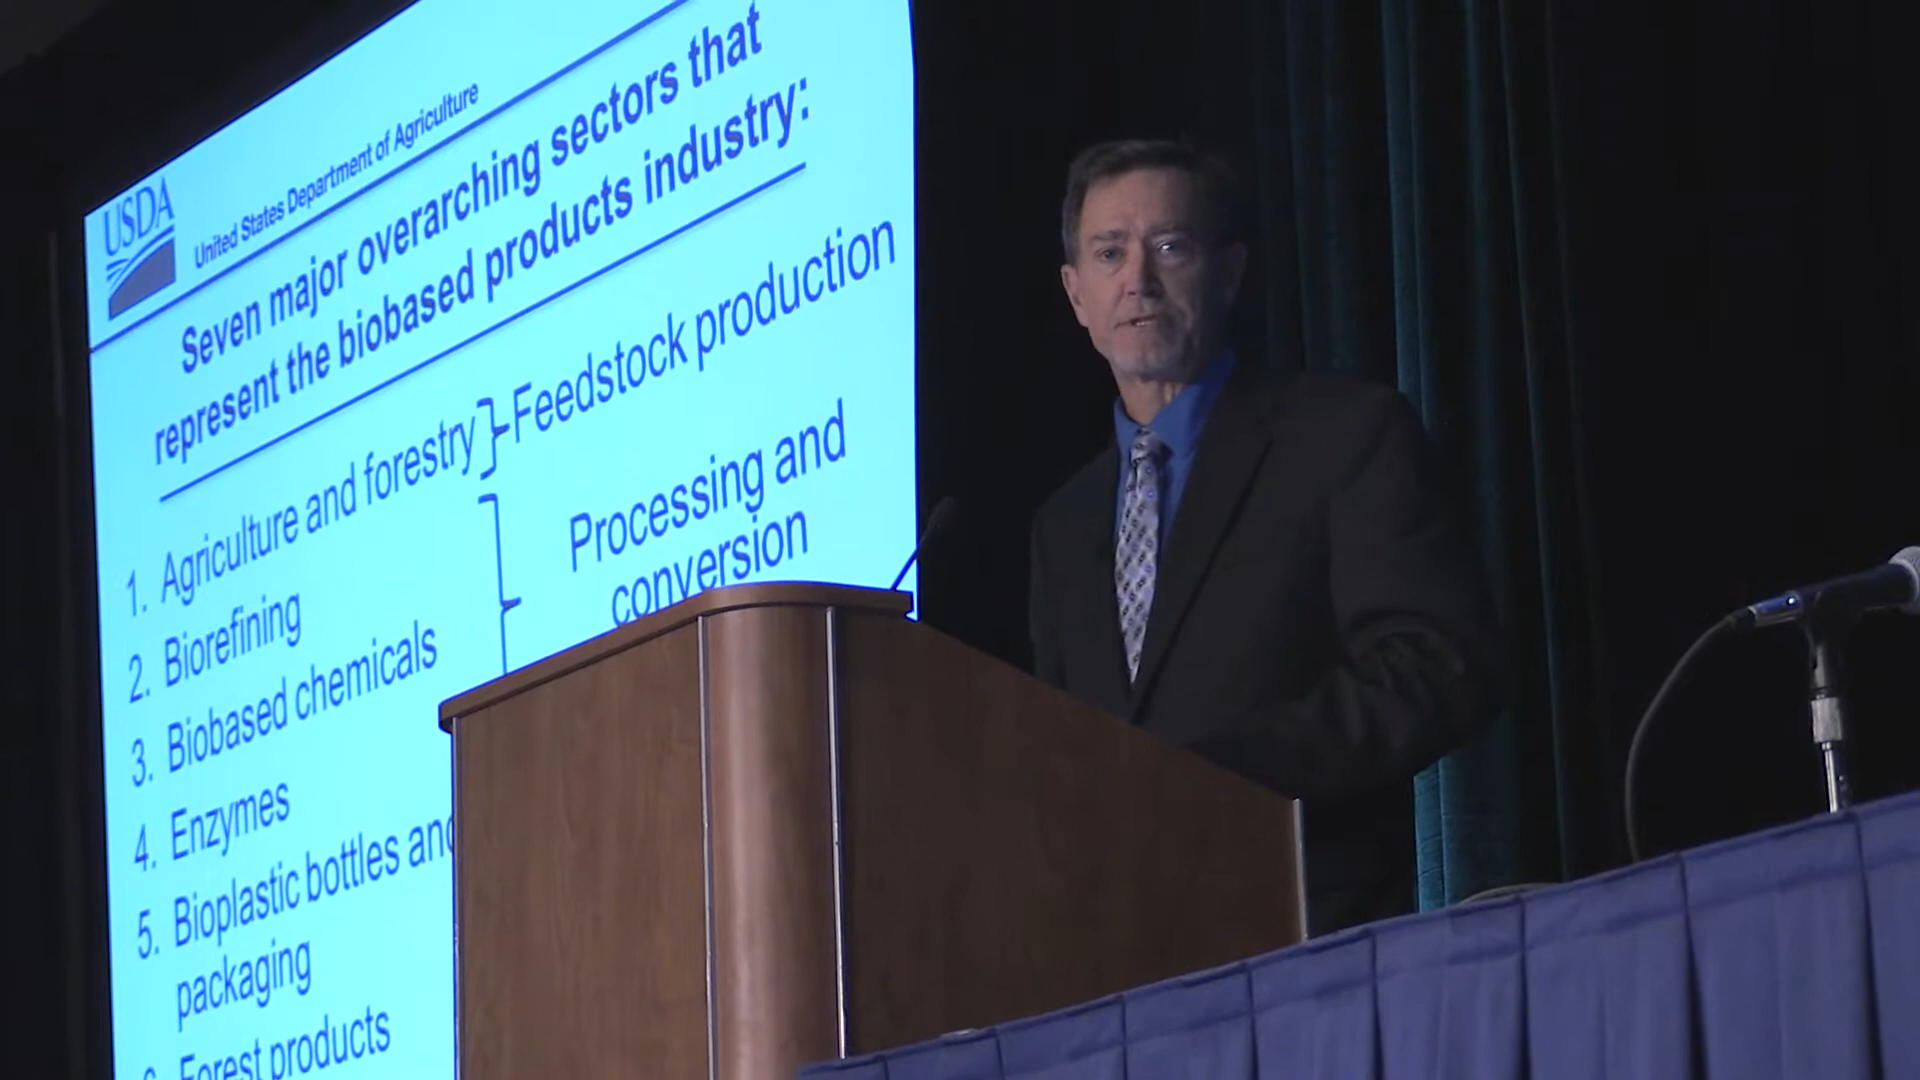 USDA
United States Department of Agriculture
Seven major overarching sectors that
represent the biobased products industry:
1. Agriculture and forestry
Feedstock production
2. Biorefining
3. Biobased chemicals
Processing and
conversion
4. Enzymes
5. Bioplastic bottles and
packaging
6. Forest products